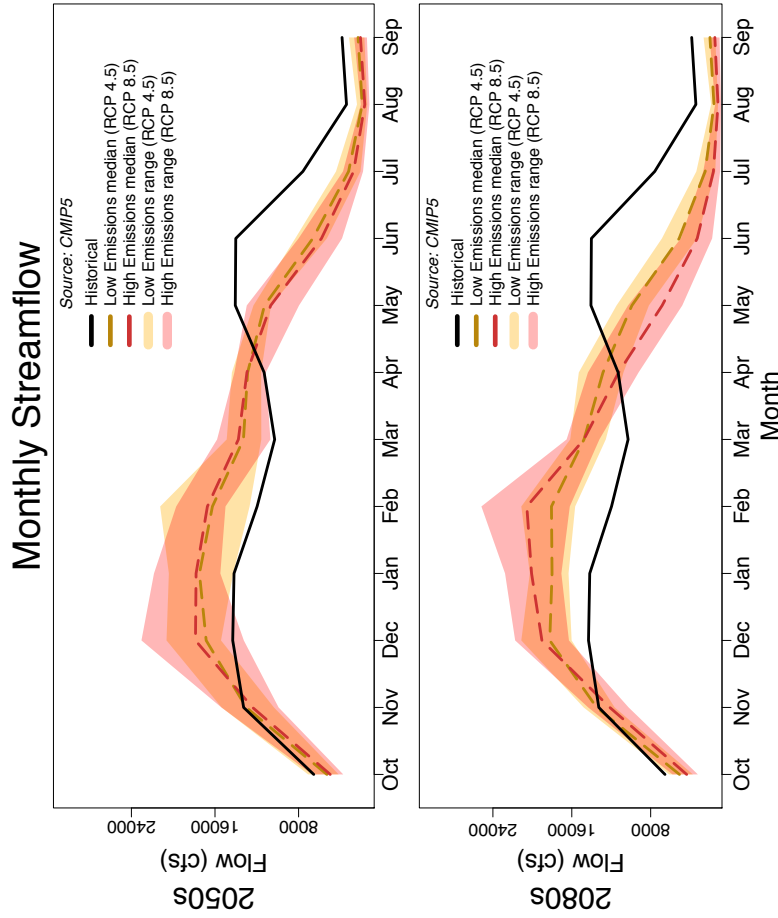 Monthly Streamflow
2050s
Flow (cfs)
24000
16000
8000
Source: CMIP5
Historical
Low Emissions median (RCP 4.5)
High Emissions median (RCP 8.5)
Low Emissions range (RCP 4.5)
High Emissions range (RCP 8.5)
Oct Nov Dec Jan Feb Mar Apr May Jun Jul Aug Sep
2080s
Flow (cfs)
24000
16000
8000
Source: CMIP5
Historical
Low Emissions median (RCP 4.5)
High Emissions median (RCP 8.5)
Low Emissions range (RCP 4.5)
High Emissions range (RCP 8.5)
Oct Nov Dec Jan Feb Mar Apr May Jun Jul Aug Sep
Month